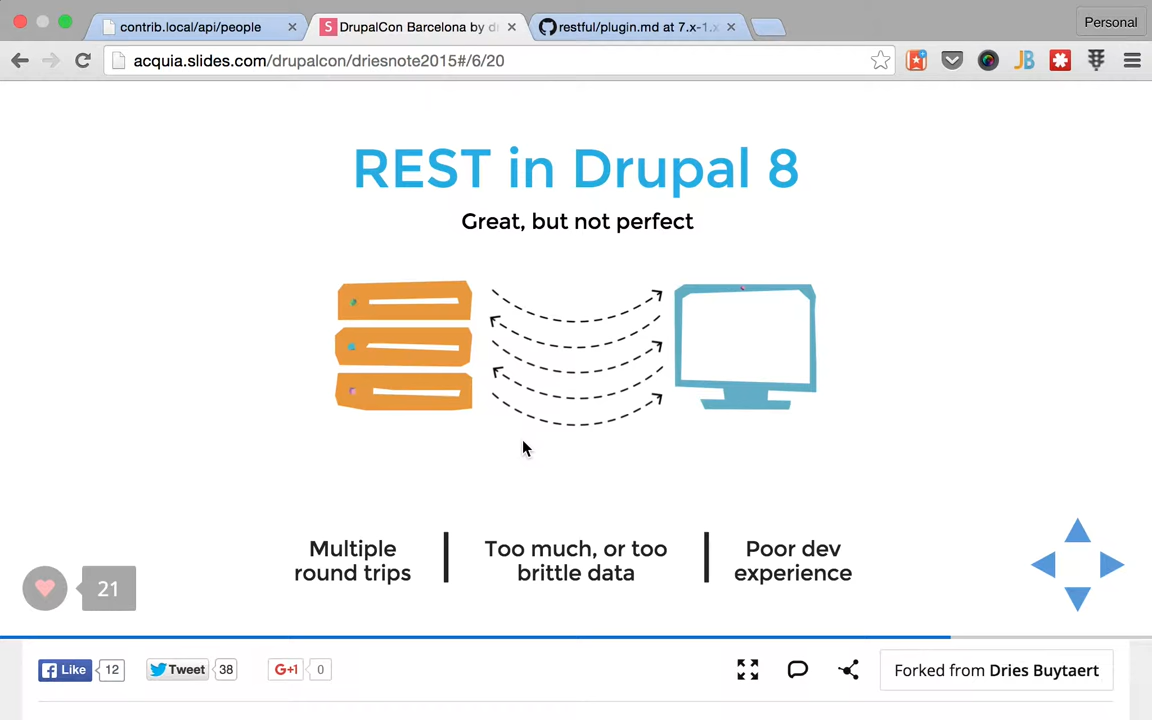 contrib.local/api/people
DrupalCon Barcelona by dr
restful/plugin.md at 7.x-1.x
Personal
acquia.slides.com/drupalcon/driesnote2015#/6/20
JB
REST in Drupal 8
Great, but not perfect
Multiple
round trips
Too much, or too
brittle data
Poor dev
experience
21
Like
12
Tweet
38
G+1
0
Forked from Dries Buytaert